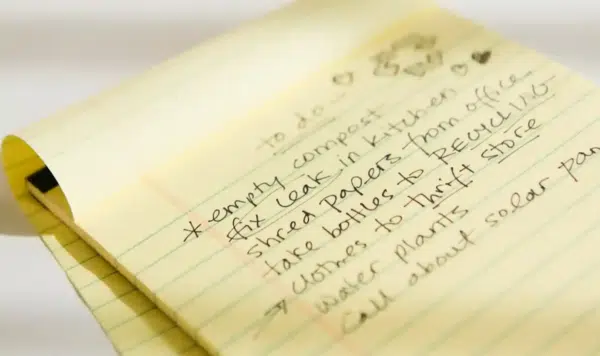 to do -
* empty compost
fix leak in kitchen
shred papers from office
take bottles to RECYCLING
→ clothes to thrift store
water plants
call about solar pan